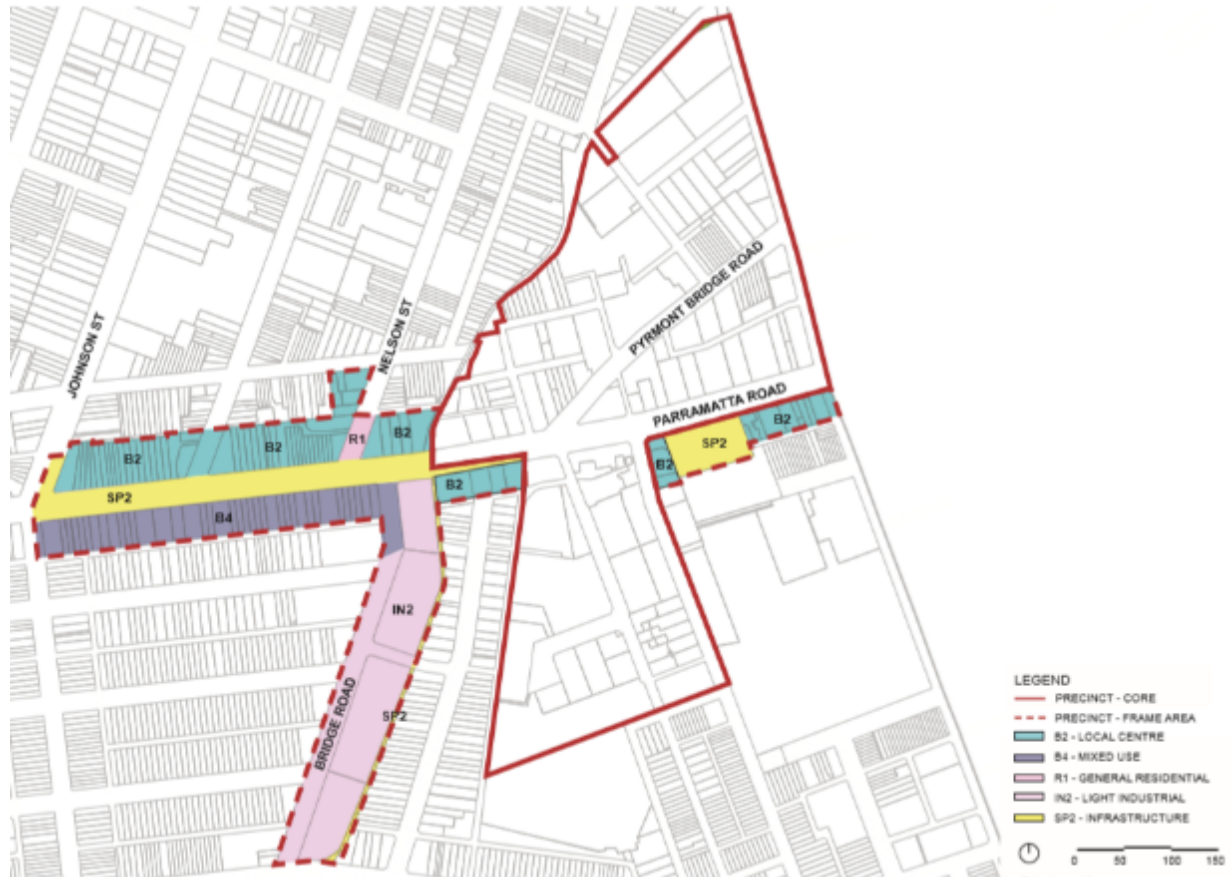 PYRMONT BRIDGE ROAD
JOHNSON ST
NELSON ST
PARRAMATTA ROAD
B2
SP2
B2
B2
B2
R1
B2
B2
SP2
B2
B4
IN2
SP2
BRIDGE ROAD
LEGEND
PRECINCT - CORE
PRECINCT - FRAME AREA
B2 - LOCAL CENTRE
B4 - MIXED USE
R1 - GENERAL RESIDENTIAL
IN2 - LIGHT INDUSTRIAL
SP2 - INFRASTRUCTURE
0 50 100 150